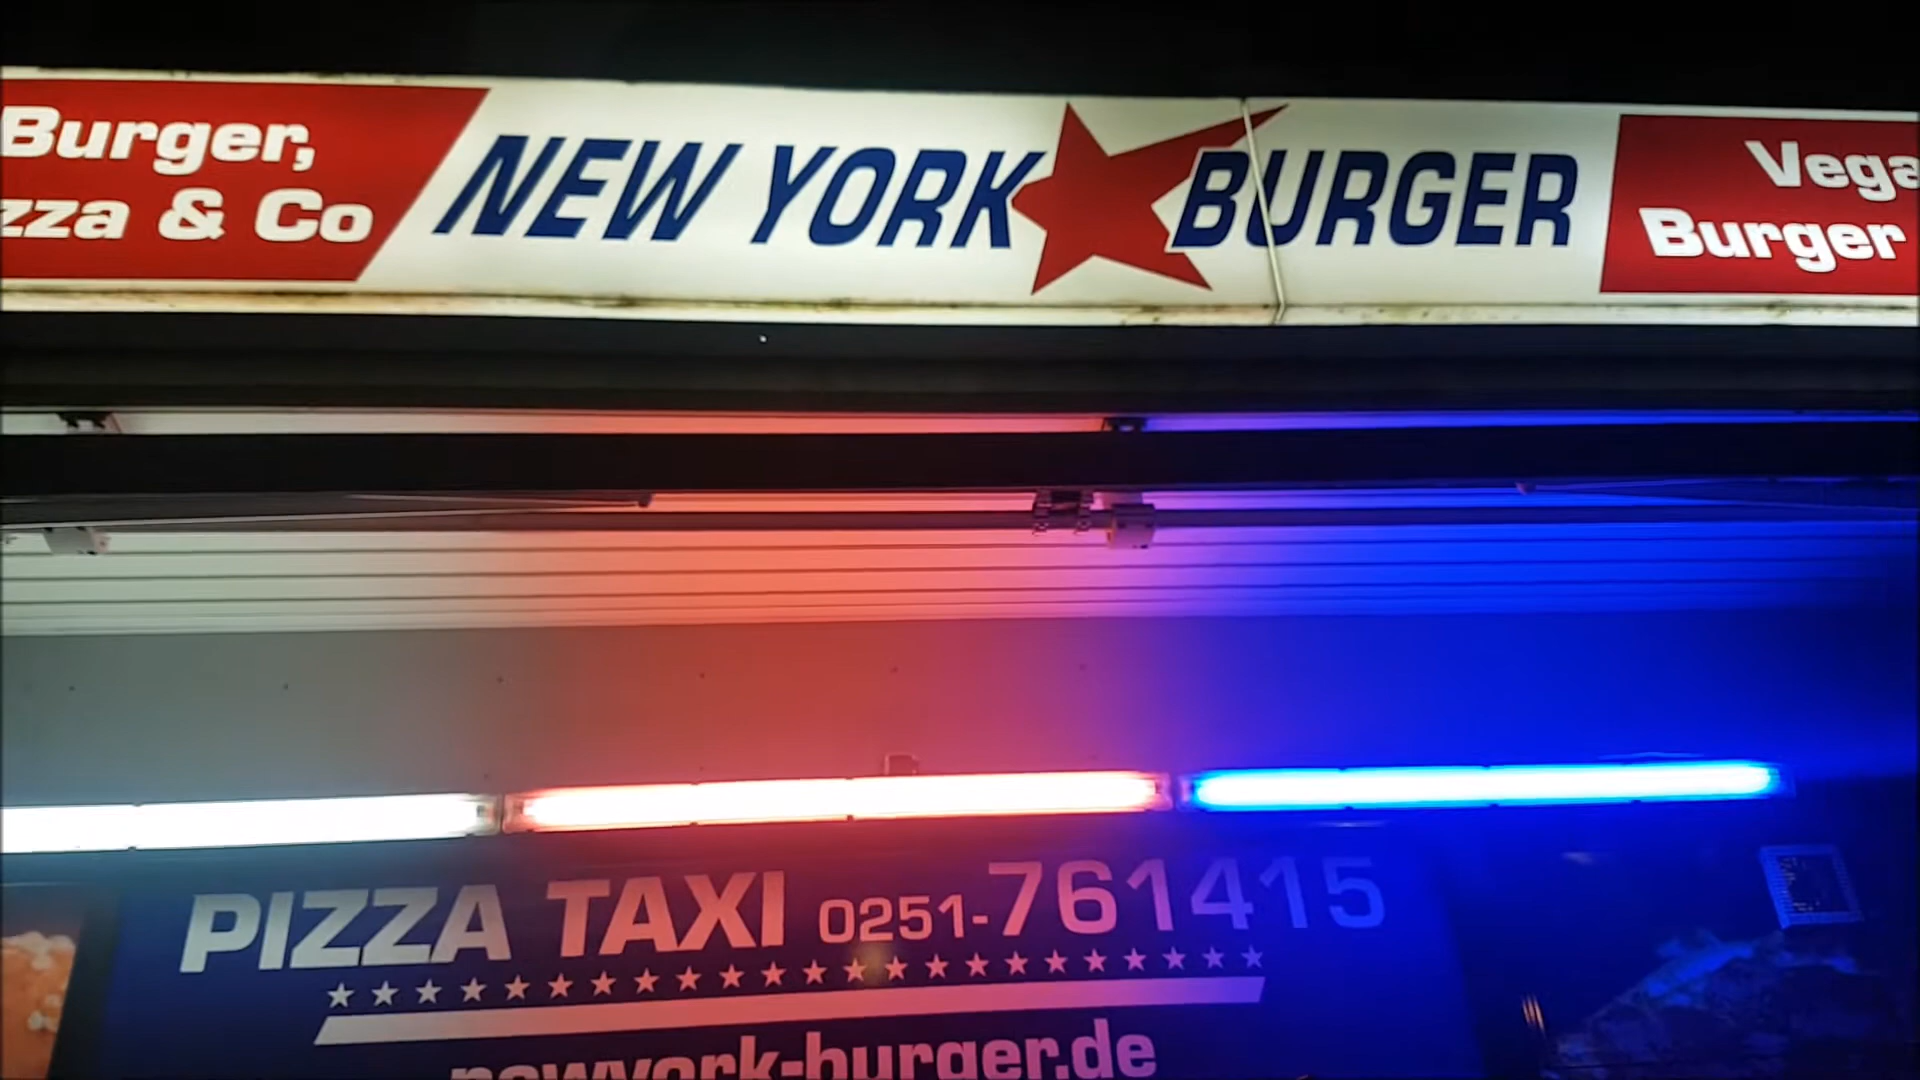 Burger,
zza & Co
NEW YORK BURGER
Vega
Burger
PIZZA TAXI 0251-761415
newyork-burger.de